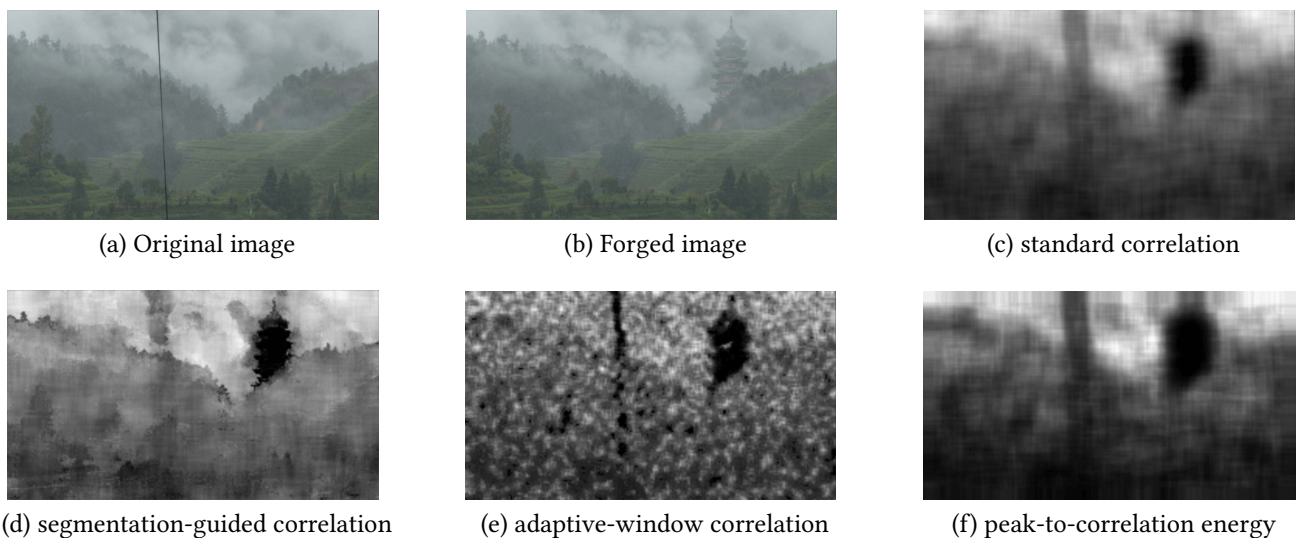 (a) Original image
(b) Forged image
(c) standard correlation
(d) segmentation-guided correlation
(e) adaptive-window correlation
(f) peak-to-correlation energy